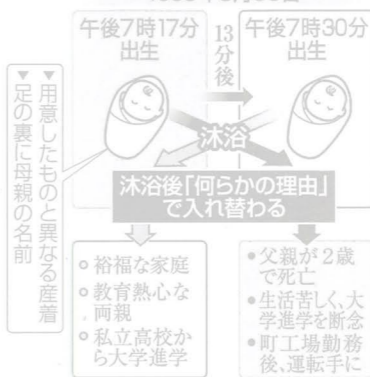 午後7時17分
出生
13分後
午後7時30分
出生
▼用意したものと異なる産着
▼足の裏に母親の名前
沐浴
沐浴後「何らかの理由」
で入れ替わる
○裕福な家庭
○教育熱心な
両親
○私立高校か
ら大学進学
●父親が2歳
で死亡
●生活苦しく、大
学進学を断念
●町工場勤務
後、運転手に